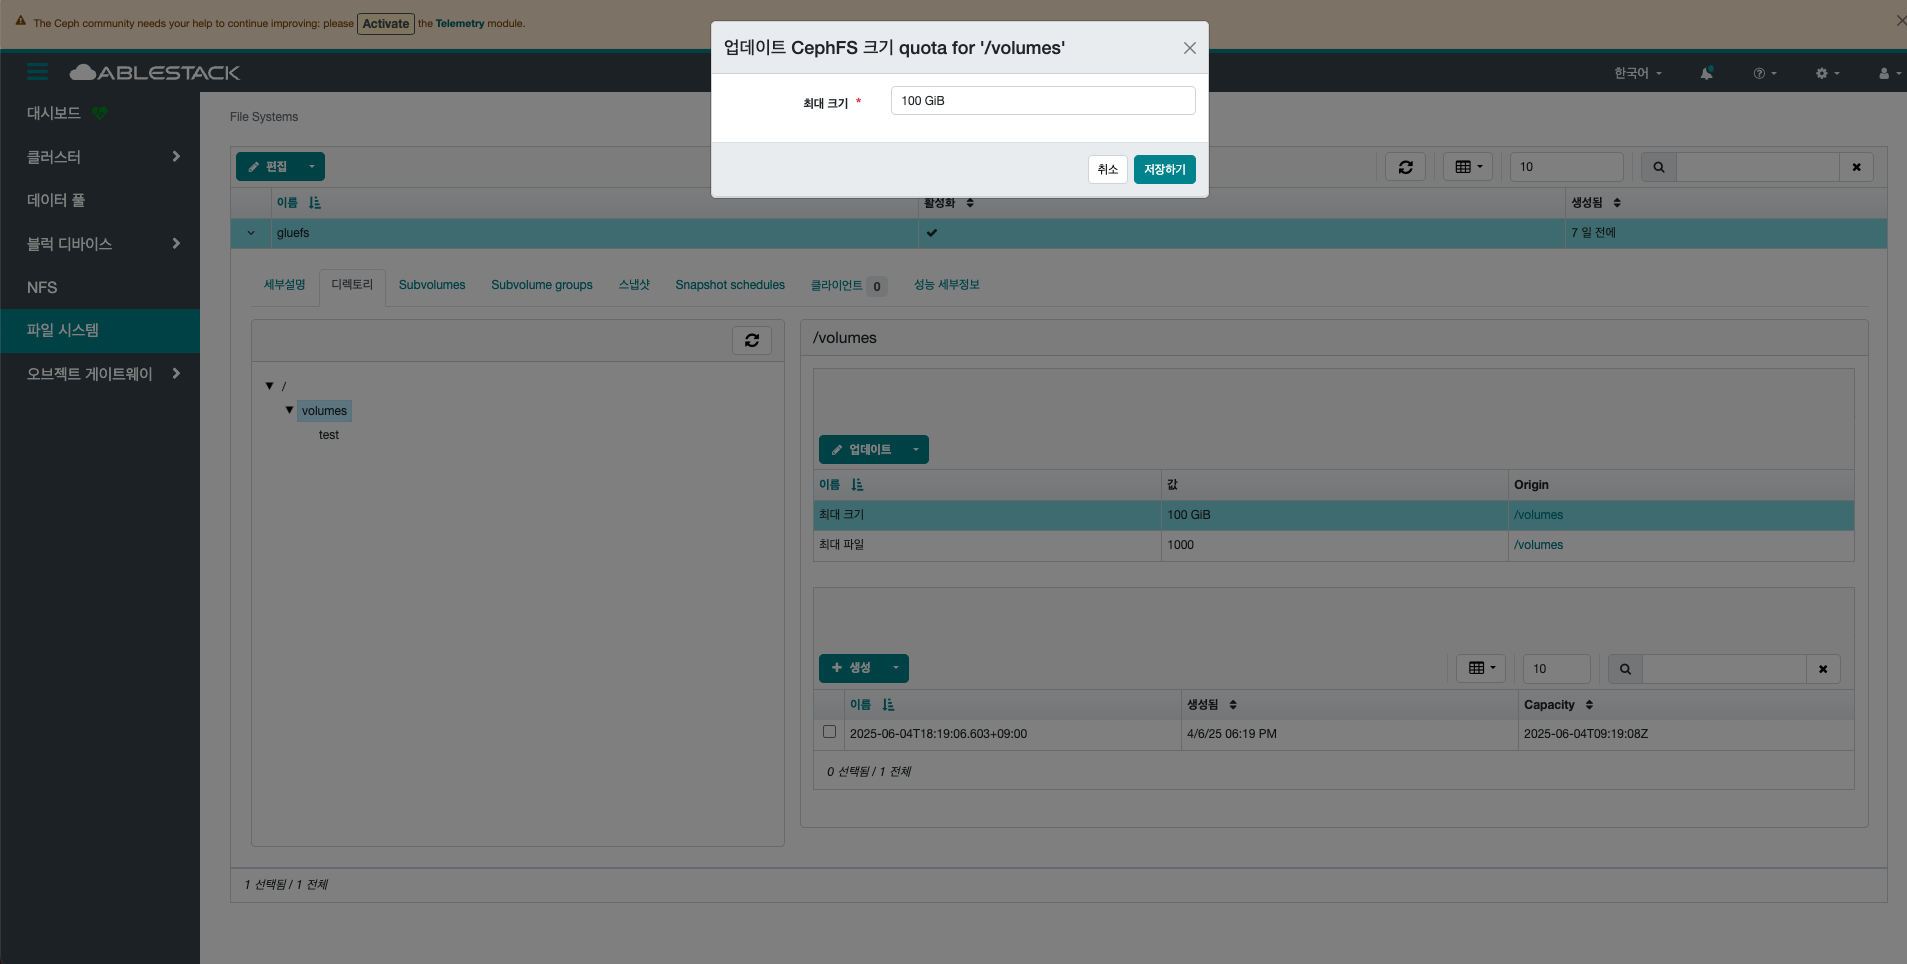 The Ceph community needs your help to continue improving: please Activate the Telemetry module.
업데이트 CephFS 크기 quota for '/volumes'
최대 크기 *
100 GiB
취소
저장하기
ABLESTACK
한국어
대시보드
클러스터
데이터 풀
블럭 디바이스
NFS
파일 시스템
오브젝트 게이트웨이
File Systems
편집
10
이름
활성화
생성됨
gluefs
7 일 전에
세부설명
디렉토리
Subvolumes
Subvolume groups
스냅샷
Snapshot schedules
클라이언트 0
성능 세부정보
/
volumes
test
/volumes
업데이트
이름
값
Origin
최대 크기
100 GiB
/volumes
최대 파일
1000
/volumes
생성
10
이름
생성됨
Capacity
2025-06-04T18:19:06.603+09:00
4/6/25 06:19 PM
2025-06-04T09:19:08Z
0 선택됨 / 1 전체
1 선택됨 / 1 전체